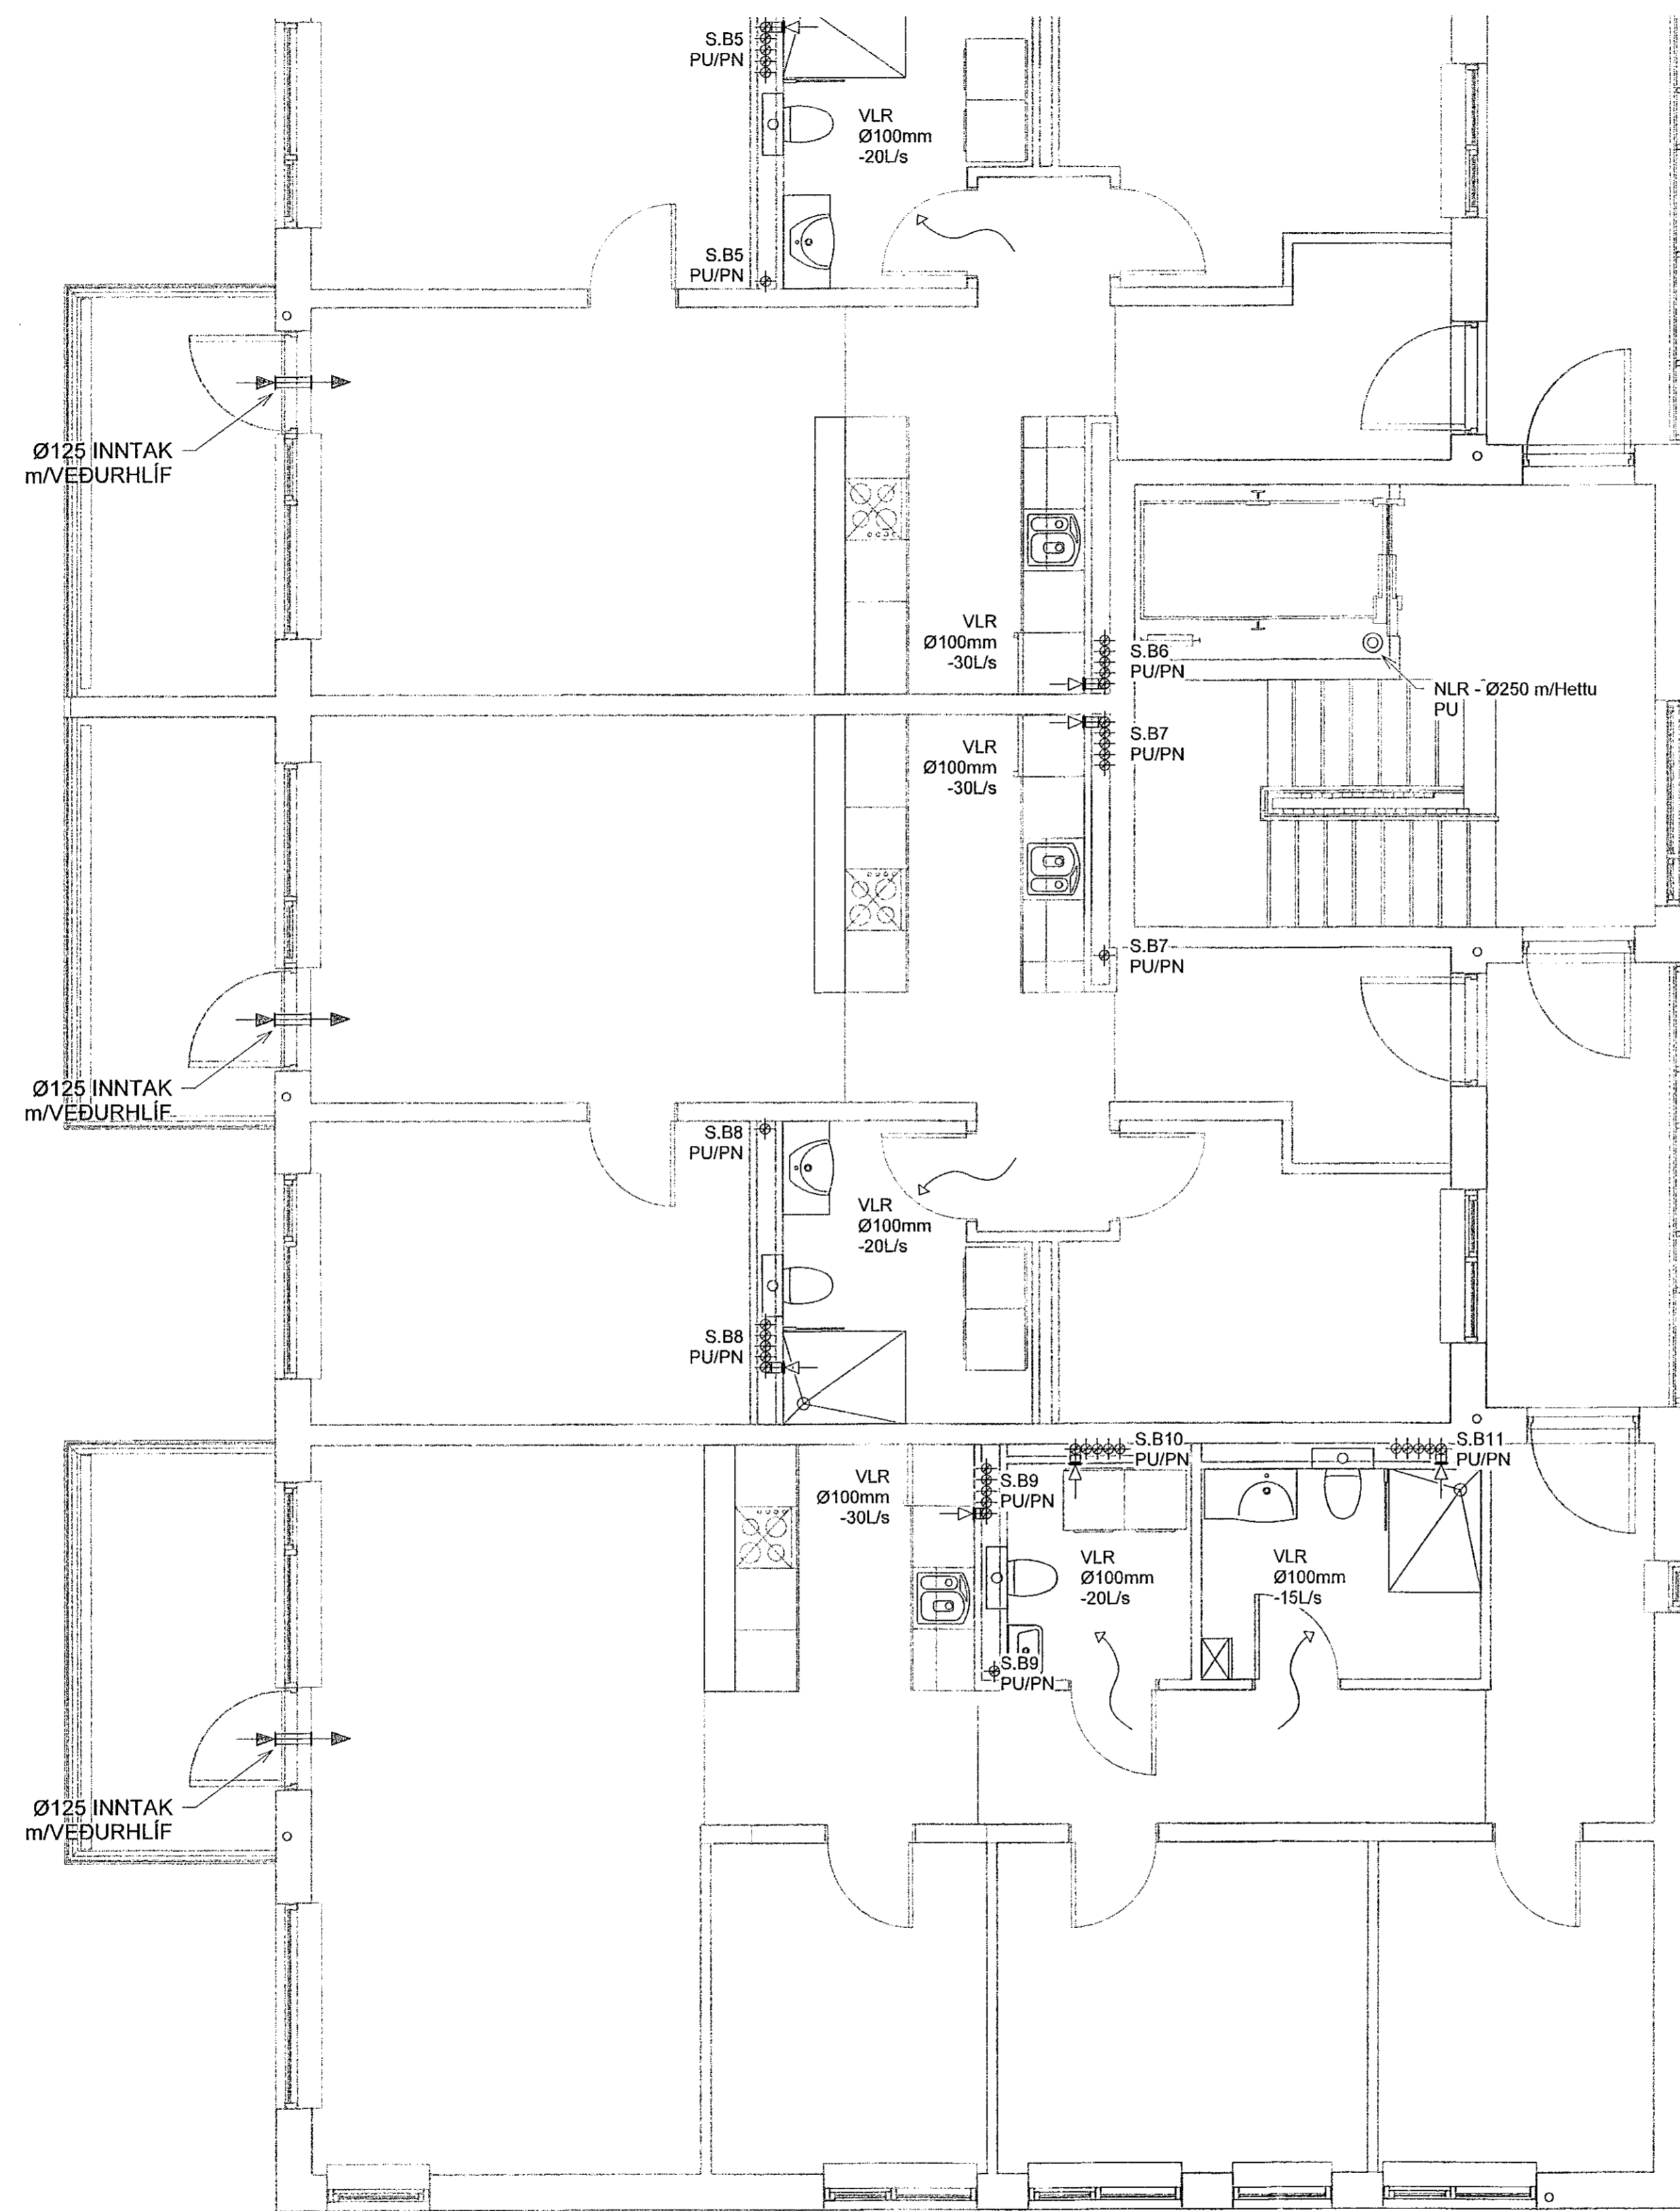 S.B5
PU/PN
VLR
Ø100mm
-20L/s
S.B5
PU/PN
Ø125 INNTAK
m/VEÐURHLÍF
VLR
Ø100mm
-30L/s
S.B6
PU/PN
NLR - Ø250 m/Hettu
PU
VLR
Ø100mm
-30L/s
S.B7
PU/PN
S.B7
PU/PN
Ø125 INNTAK
m/VEÐURHLÍF
S.B8
PU/PN
VLR
Ø100mm
-20L/s
S.B8
PU/PN
VLR
Ø100mm
-30L/s
S.B9
PU/PN
S.B10
PU/PN
S.B11
PU/PN
VLR
Ø100mm
-20L/s
VLR
Ø100mm
-15L/s
S.B9
PU/PN
Ø125 INNTAK
m/VEÐURHLÍF